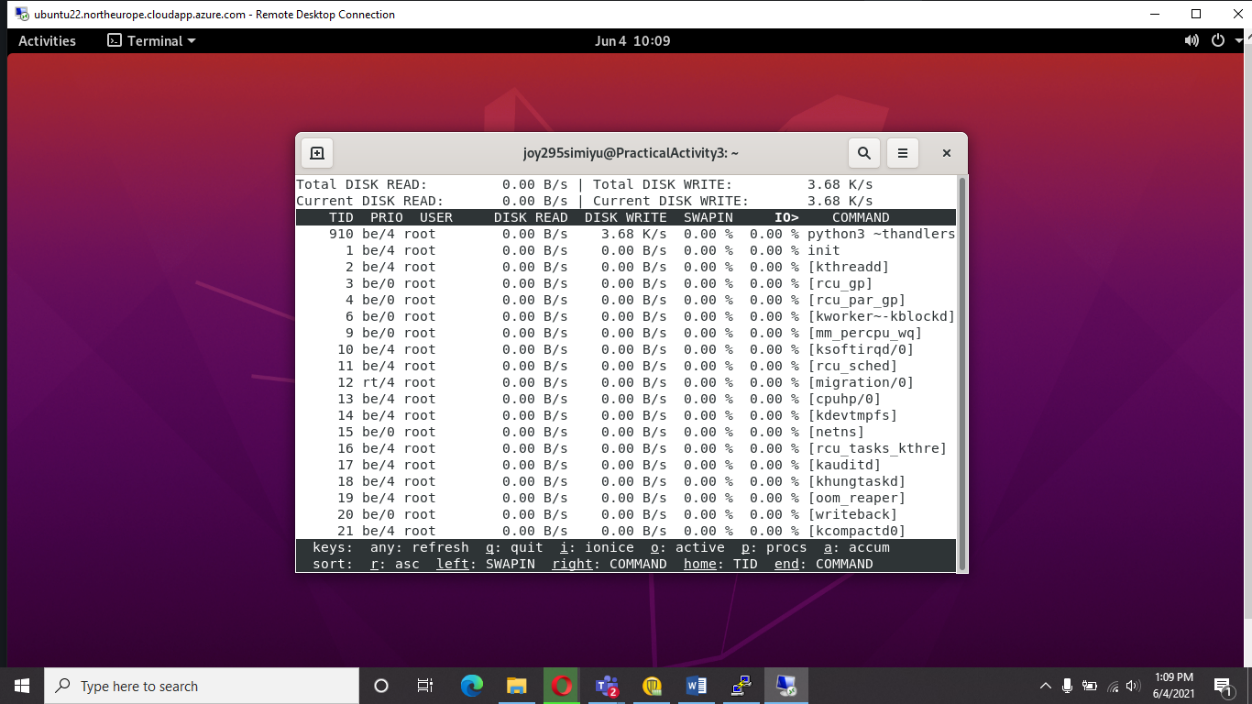 ubuntu22.northeurope.cloudapp.azure.com - Remote Desktop Connection
Activities Terminal Jun 4 10:09
joy295simiyu@PracticalActivity3: ~
Total DISK READ: 0.00 B/s | Total DISK WRITE: 3.68 K/s
Current DISK READ: 0.00 B/s | Current DISK WRITE: 3.68 K/s
TID PRIO USER DISK READ DISK WRITE SWAPIN IO> COMMAND
910 be/4 root 0.00 B/s 3.68 K/s 0.00 % 0.00 % python3 ~thandlers
1 be/4 root 0.00 B/s 0.00 B/s 0.00 % 0.00 % init
2 be/4 root 0.00 B/s 0.00 B/s 0.00 % 0.00 % [kthreadd]
3 be/0 root 0.00 B/s 0.00 B/s 0.00 % 0.00 % [rcu_gp]
4 be/0 root 0.00 B/s 0.00 B/s 0.00 % 0.00 % [rcu_par_gp]
6 be/0 root 0.00 B/s 0.00 B/s 0.00 % 0.00 % [kworker~-kblockd]
9 be/0 root 0.00 B/s 0.00 B/s 0.00 % 0.00 % [mm_percpu_wq]
10 be/4 root 0.00 B/s 0.00 B/s 0.00 % 0.00 % [ksoftirqd/0]
11 be/4 root 0.00 B/s 0.00 B/s 0.00 % 0.00 % [rcu_sched]
12 rt/4 root 0.00 B/s 0.00 B/s 0.00 % 0.00 % [migration/0]
13 be/4 root 0.00 B/s 0.00 B/s 0.00 % 0.00 % [cpuhp/0]
14 be/4 root 0.00 B/s 0.00 B/s 0.00 % 0.00 % [kdevtmpfs]
15 be/0 root 0.00 B/s 0.00 B/s 0.00 % 0.00 % [netns]
16 be/4 root 0.00 B/s 0.00 B/s 0.00 % 0.00 % [rcu_tasks_kthre]
17 be/4 root 0.00 B/s 0.00 B/s 0.00 % 0.00 % [kauditd]
18 be/4 root 0.00 B/s 0.00 B/s 0.00 % 0.00 % [khungtaskd]
19 be/4 root 0.00 B/s 0.00 B/s 0.00 % 0.00 % [oom_reaper]
20 be/0 root 0.00 B/s 0.00 B/s 0.00 % 0.00 % [writeback]
21 be/4 root 0.00 B/s 0.00 B/s 0.00 % 0.00 % [kcompactd0]
keys: any: refresh q: quit i: ionice o: active p: procs a: accum
sort: r: asc left: SWAPIN right: COMMAND home: TID end: COMMAND
Type here to search
2
1:09 PM
6/4/2021
1